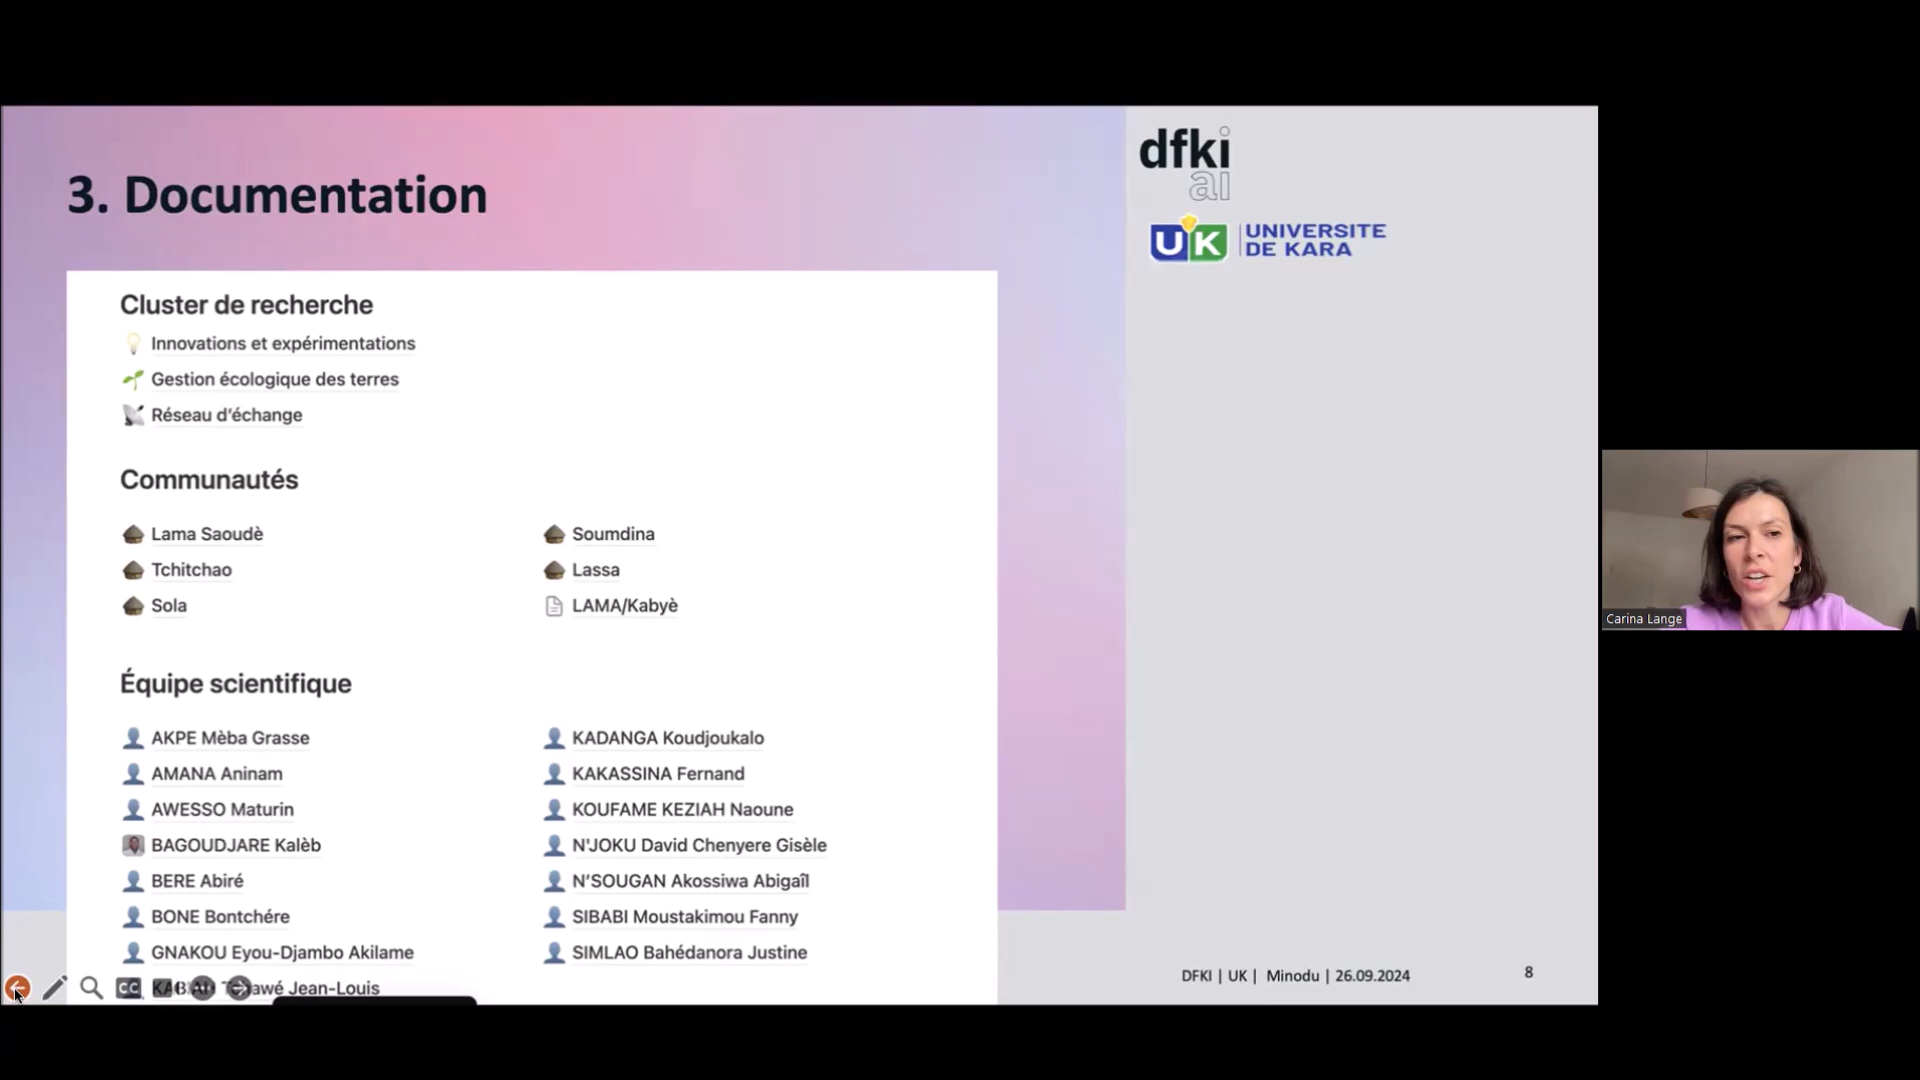 3. Documentation
Cluster de recherche
Innovations et expérimentations
Gestion écologique des terres
Réseau d'échange
Communautés
Lama Saoudè
Tchitchao
Sola
Soumdina
Lassa
LAMA/Kabyè
Équipe scientifique
AKPE Mèba Grasse
AMANA Aninam
AWESSO Maturin
BAGOUDJARE Kalèb
BERE Abiré
BONE Bontchére
GNAKOU Eyou-Djambo Akilame
Jean-Louis
KADANGA Koudjoukalo
KAKASSINA Fernand
KOUFAME KEZIAH Naoune
N'JOKU David Chenyere Gisèle
N'SOUGAN Akossiwa Abigaîl
SIBABI Moustakimou Fanny
SIMLAO Bahédanora Justine
CC
dfki
ai
UK UNIVERSITE
DE KARA
DFKI | UK | Minodu | 26.09.2024
8
Carina Lange